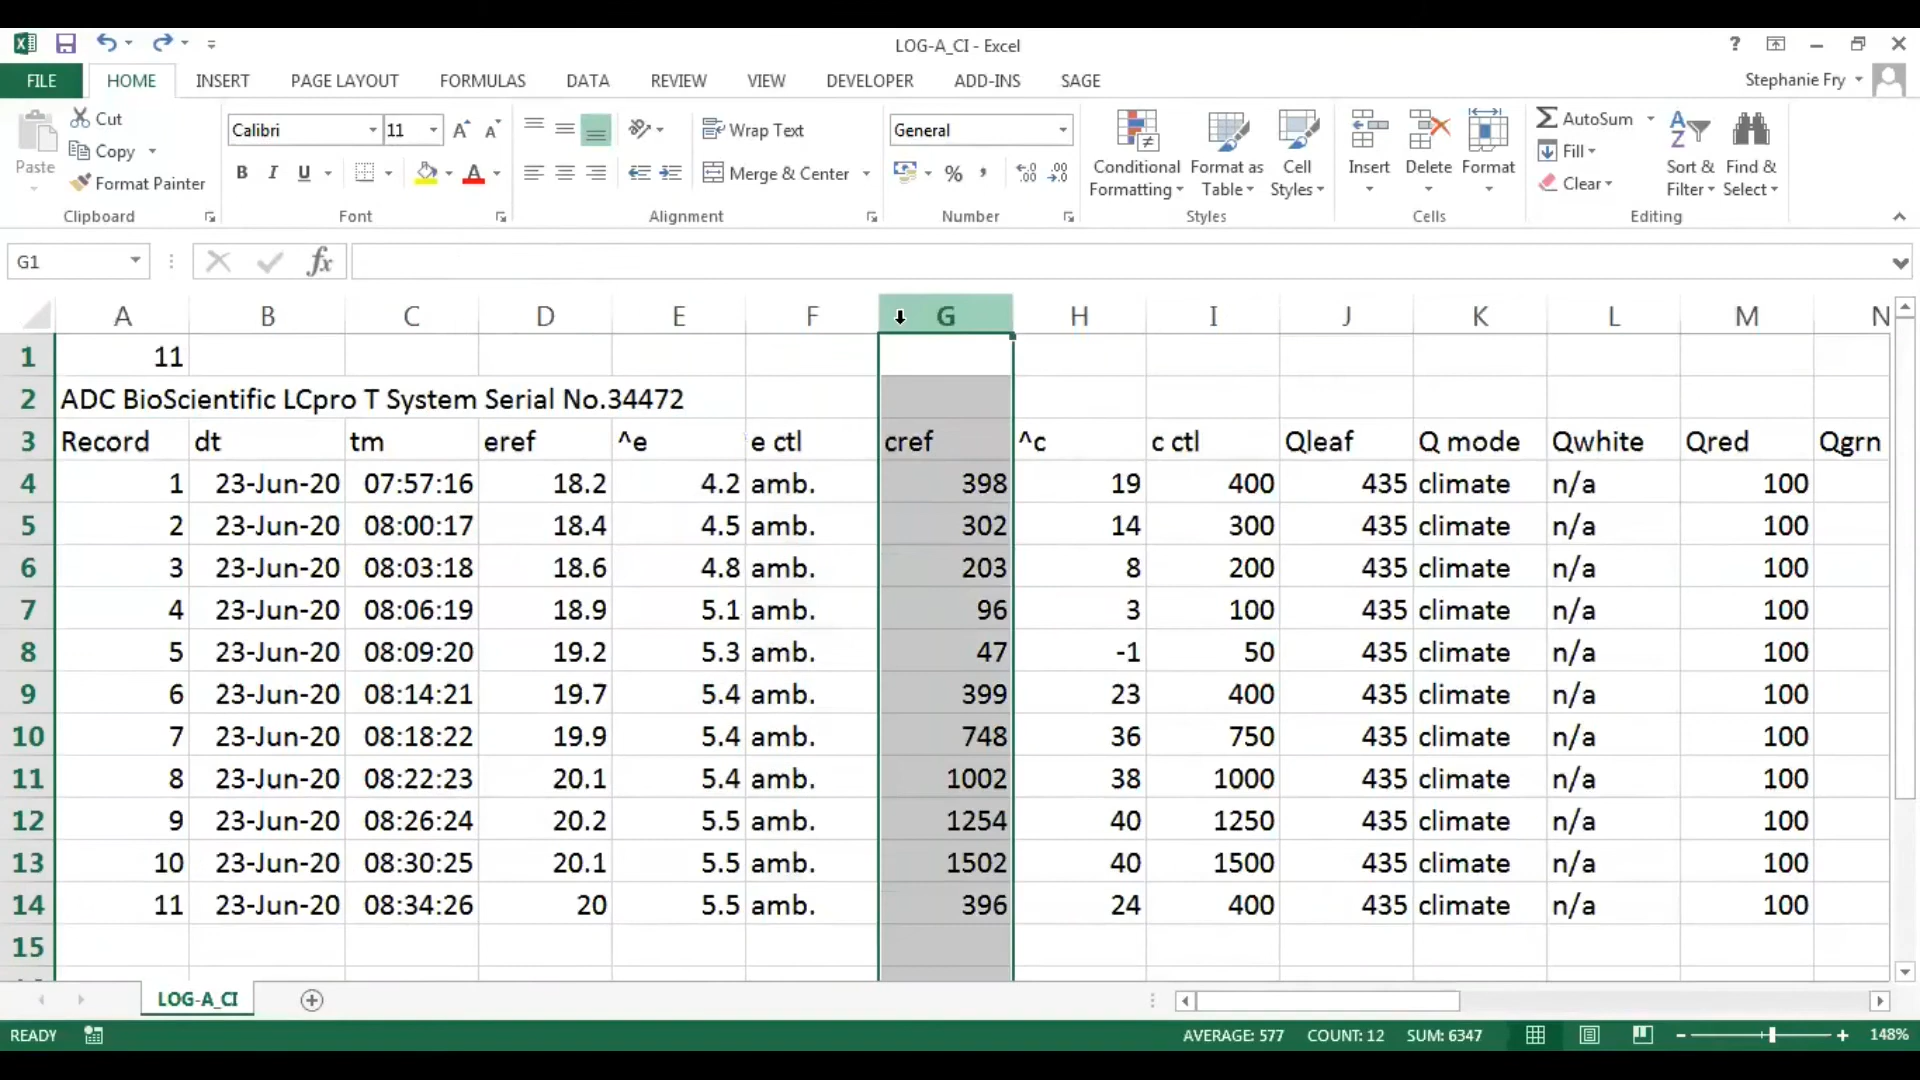 LOG-A_CI - Excel
?
FILE HOME INSERT PAGE LAYOUT FORMULAS DATA REVIEW VIEW DEVELOPER ADD-INS SAGE Stephanie Fry
Paste
Cut
Copy
Format Painter
Clipboard
Calibri 11
B I U A
Font
Wrap Text
Merge & Center
Alignment
General
% ,
Number
Conditional Formatting
Format as Table
Cell Styles
Styles
Insert Delete Format
Cells
AutoSum
Fill
Clear
Sort & Filter
Find & Select
Editing
G1 fx
A B C D E F G H I J K L M N
1 11
2 ADC BioScientific LCpro T System Serial No.34472
3 Record dt tm eref ^e e ctl cref ^c c ctl Qleaf Q mode Qwhite Qred Qgrn
4 1 23-Jun-20 07:57:16 18.2 4.2 amb. 398 19 400 435 climate n/a 100
5 2 23-Jun-20 08:00:17 18.4 4.5 amb. 302 14 300 435 climate n/a 100
6 3 23-Jun-20 08:03:18 18.6 4.8 amb. 203 8 200 435 climate n/a 100
7 4 23-Jun-20 08:06:19 18.9 5.1 amb. 96 3 100 435 climate n/a 100
8 5 23-Jun-20 08:09:20 19.2 5.3 amb. 47 -1 50 435 climate n/a 100
9 6 23-Jun-20 08:14:21 19.7 5.4 amb. 399 23 400 435 climate n/a 100
10 7 23-Jun-20 08:18:22 19.9 5.4 amb. 748 36 750 435 climate n/a 100
11 8 23-Jun-20 08:22:23 20.1 5.4 amb. 1002 38 1000 435 climate n/a 100
12 9 23-Jun-20 08:26:24 20.2 5.5 amb. 1254 40 1250 435 climate n/a 100
13 10 23-Jun-20 08:30:25 20.1 5.5 amb. 1502 40 1500 435 climate n/a 100
14 11 23-Jun-20 08:34:26 20 5.5 amb. 396 24 400 435 climate n/a 100
15
LOG-A_CI
READY AVERAGE: 577 COUNT: 12 SUM: 6347 148%